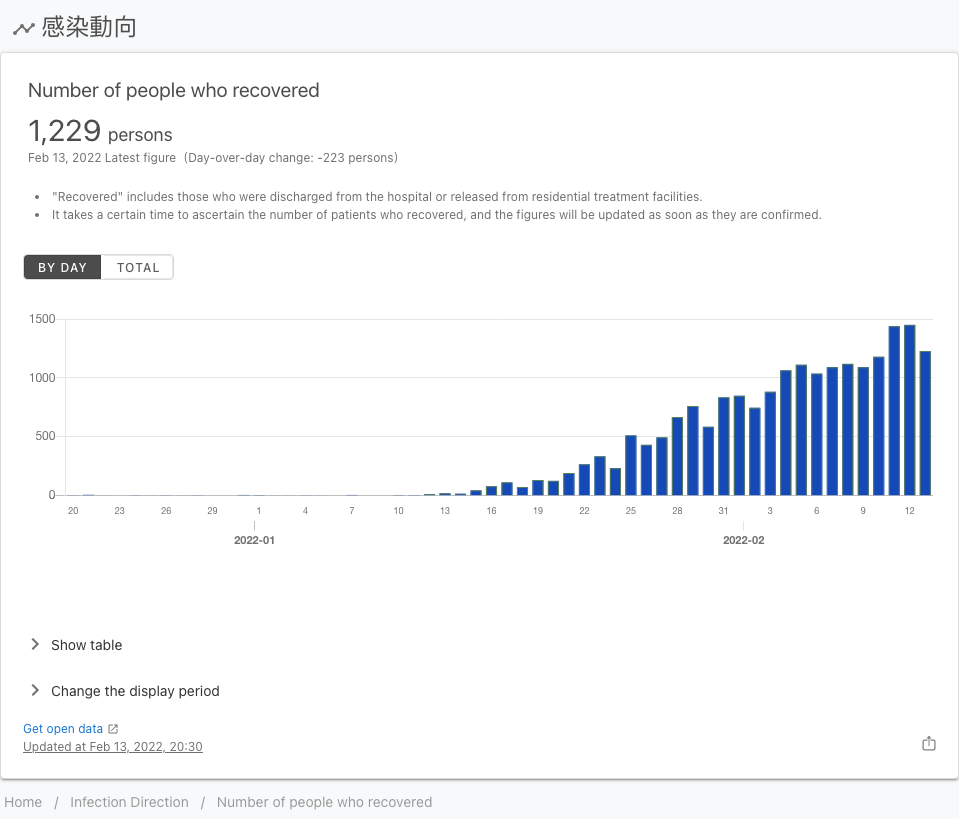 感染動向
Number of people who recovered
1,229 persons
Feb 13, 2022 Latest figure (Day-over-day change: -223 persons)
"Recovered" includes those who were discharged from the hospital or released from residential treatment facilities.
It takes a certain time to ascertain the number of patients who recovered, and the figures will be updated as soon as they are confirmed.
BY DAY TOTAL
1500
1000
500
0
20 23 26 29 1 4 7 10 13 16 19 22 25 28 31 3 6 9 12
2022-01 2022-02
Show table
Change the display period
Get open data
Updated at Feb 13, 2022, 20:30
Home / Infection Direction / Number of people who recovered